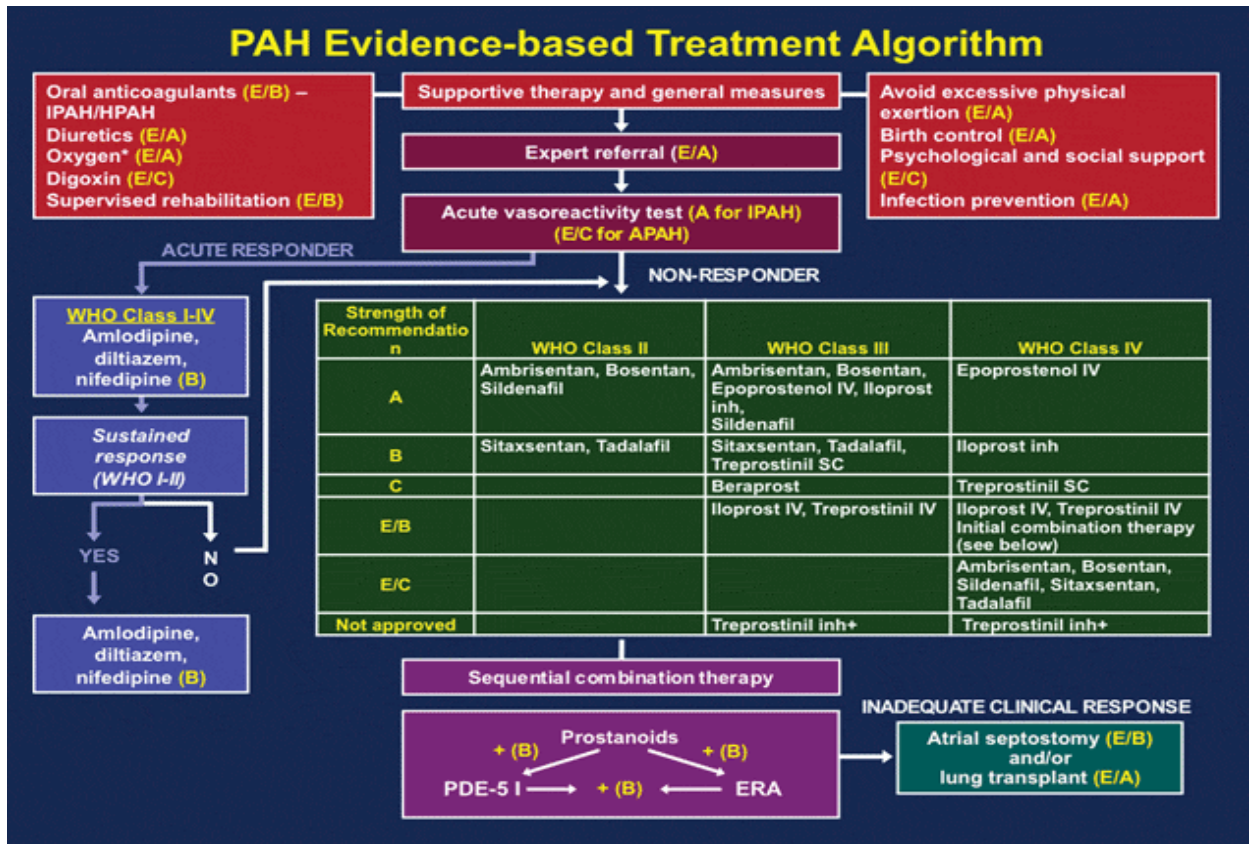 PAH Evidence-based Treatment Algorithm
Oral anticoagulants (E/B) –
IPAH/HPAH
Diuretics (E/A)
Oxygen* (E/A)
Digoxin (E/C)
Supervised rehabilitation (E/B)
Supportive therapy and general measures
Avoid excessive physical
exertion (E/A)
Birth control (E/A)
Psychological and social support
(E/C)
Infection prevention (E/A)
Expert referral (E/A)
Acute vasoreactivity test (A for IPAH)
(E/C for APAH)
ACUTE RESPONDER
NON-RESPONDER
WHO Class I-IV
Amlodipine,
diltiazem,
nifedipine (B)
Sustained
response
(WHO I-II)
YES
N
O
Amlodipine,
diltiazem,
nifedipine (B)
Strength of
Recommendatio
n
WHO Class II
WHO Class III
WHO Class IV
A
Ambrisentan, Bosentan,
Sildenafil
Ambrisentan, Bosentan,
Epoprostenol IV, Iloprost
inh,
Sildenafil
Epoprostenol IV
B
Sitaxsentan, Tadalafil
Sitaxsentan, Tadalafil,
Treprostinil SC
Iloprost inh
C
Beraprost
Treprostinil SC
E/B
Iloprost IV, Treprostinil IV
Iloprost IV, Treprostinil IV
Initial combination therapy
(see below)
E/C
Ambrisentan, Bosentan,
Sildenafil, Sitaxsentan,
Tadalafil
Not approved
Treprostinil inh+
Treprostinil inh+
Sequential combination therapy
Prostanoids
+ (B)
+ (B)
PDE-5 I
+ (B)
ERA
INADEQUATE CLINICAL RESPONSE
Atrial septostomy (E/B)
and/or
lung transplant (E/A)